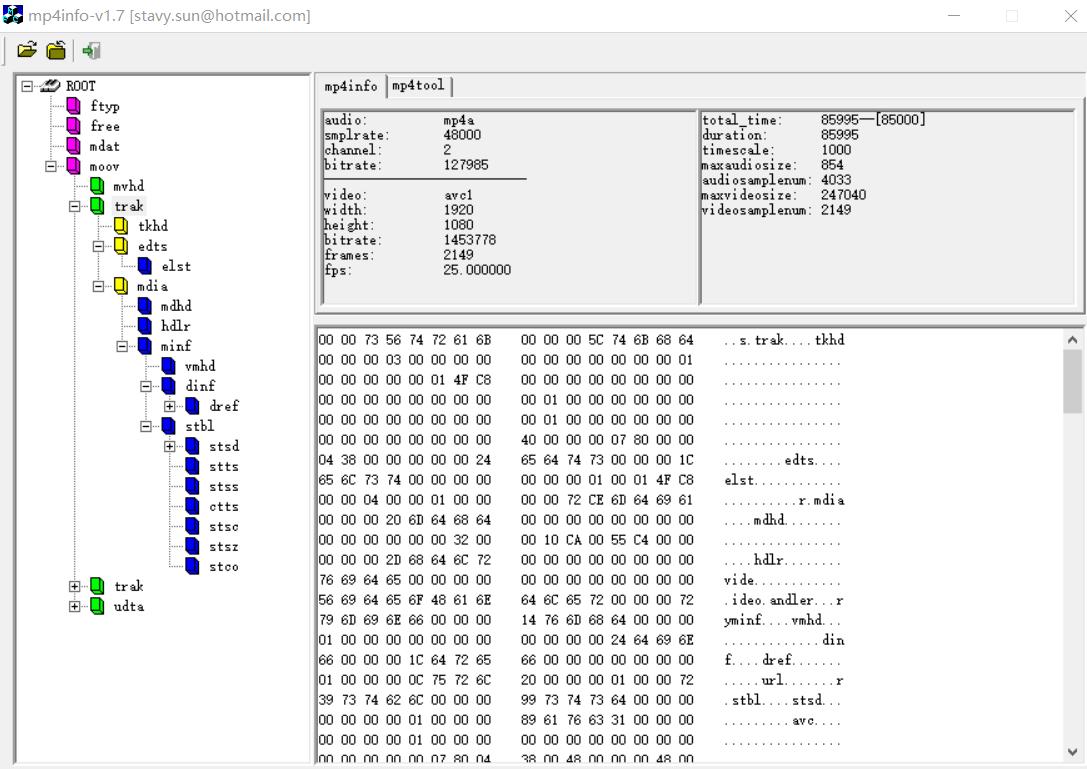 mp4info-v1.7 [stavy.sun@hotmail.com]
ROOT
ftyp
free
mdat
moov
mvhd
trak
tkhd
edts
elst
mdia
mdhd
hdlr
minf
vmhd
dinf
dref
stbl
stsd
stts
stss
ctts
stsc
stsz
stco
trak
udta
mp4info mp4tool
audio: mp4a
smplrate: 48000
channel: 2
bitrate: 127985
video: avc1
width: 1920
height: 1080
bitrate: 1453778
frames: 2149
fps: 25.000000
total_time: 85995--[85000]
duration: 85995
timescale: 1000
maxaudiosize: 854
audiosamplenum: 4033
maxvideosize: 247040
videosamplenum: 2149
00 00 73 56 74 72 61 6B 00 00 00 5C 74 6B 68 64 ..s.trak....tkhd
00 00 00 03 00 00 00 00 00 00 00 00 00 00 00 01 ................
00 00 00 00 00 01 4F C8 00 00 00 00 00 00 00 00 ................
00 00 00 00 00 00 00 00 00 01 00 00 00 00 00 00 ................
00 00 00 00 00 00 00 00 00 01 00 00 00 00 00 00 ................
00 00 00 00 00 00 00 00 40 00 00 00 07 80 00 00 ................
04 38 00 00 00 00 00 24 65 64 74 73 00 00 00 1C ........edts....
65 6C 73 74 00 00 00 00 00 00 00 01 00 01 4F C8 elst............
00 00 04 00 00 01 00 00 00 00 72 CE 6D 64 69 61 ..........r.mdia
00 00 00 20 6D 64 68 64 00 00 00 00 00 00 00 00 ....mdhd........
00 00 00 00 00 00 32 00 00 10 CA 00 55 C4 00 00 ................
00 00 00 2D 68 64 6C 72 00 00 00 00 00 00 00 00 ....hdlr........
76 69 64 65 00 00 00 00 00 00 00 00 00 00 00 00 vide............
56 69 64 65 6F 48 61 6E 64 6C 65 72 00 00 00 72 .ideo.andler...r
79 6D 69 6E 66 00 00 00 14 76 6D 68 64 00 00 00 yminf....vmhd...
01 00 00 00 00 00 00 00 00 00 00 00 24 64 69 6E .............din
66 00 00 00 1C 64 72 65 66 00 00 00 00 00 00 00 f....dref.......
01 00 00 00 0C 75 72 6C 20 00 00 00 01 00 00 72 .....url.......r
39 73 74 62 6C 00 00 00 99 73 74 73 64 00 00 00 .stbl....stsd...
00 00 00 00 01 00 00 00 89 61 76 63 31 00 00 00 .........avc....
00 00 00 00 01 00 00 00 00 00 00 00 00 00 00 00 ................
00 00 00 00 00 07 80 04 38 00 48 00 00 00 48 00